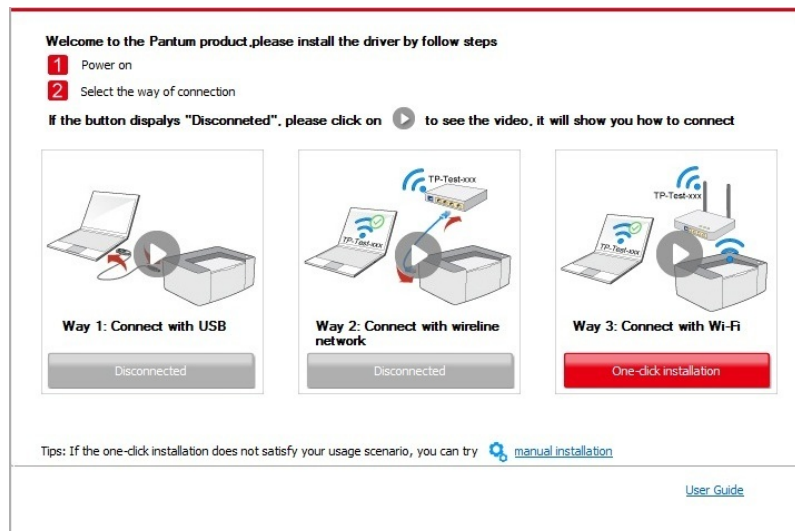 Welcome to the Pantum product,please install the driver by follow steps
1 Power on
2 Select the way of connection
If the button dispalys "Disconneted", please click on to see the video, it will show you how to connect
TP-Test-xxx
TP-Test-xxx
TP-Test-xxx
TP-Test-xxx
Way 1: Connect with USB
Way 2: Connect with wireline
network
Way 3: Connect with Wi-Fi
Disconnected
Disconnected
One-click installation
Tips: If the one-click installation does not satisfy your usage scenario, you can try manual installation
User Guide